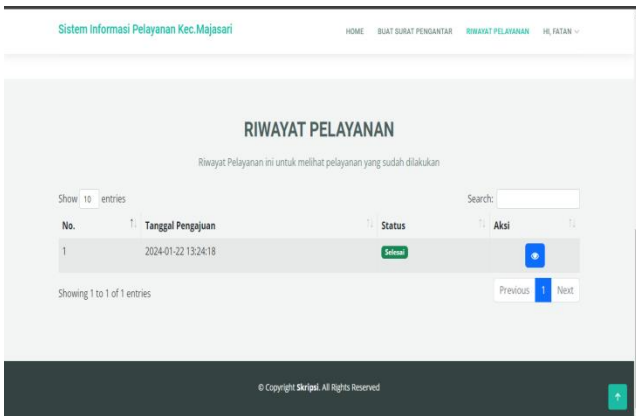 Sistem Informasi Pelayanan Kec.Majasari HOME BUAT SURAT PENGANTAR RIWAYAT PELAYANAN HI, FATAN
RIWAYAT PELAYANAN
Riwayat Pelayanan ini untuk melihat pelayanan yang sudah dilakukan
Show 10 entries Search:
No. Tanggal Pengajuan Status Aksi
1 2024-01-22 13:24:18 Selesai
Showing 1 to 1 of 1 entries Previous 1 Next
© Copyright Skripsi. All Rights Reserved